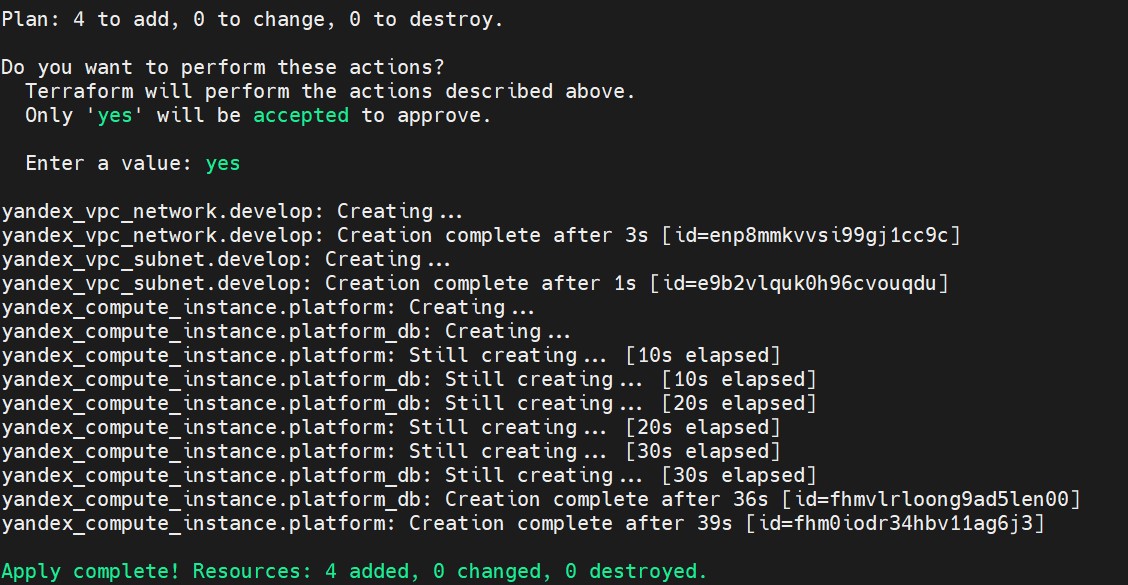 Plan: 4 to add, 0 to change, 0 to destroy.
Do you want to perform these actions?
Terraform will perform the actions described above.
Only 'yes' will be accepted to approve.
Enter a value: yes
yandex_vpc_network.develop: Creating...
yandex_vpc_network.develop: Creation complete after 3s [id=enp8mmkvvsi99gj1cc9c]
yandex_vpc_subnet.develop: Creating...
yandex_vpc_subnet.develop: Creation complete after 1s [id=e9b2vlquk0h96cvouqdu]
yandex_compute_instance.platform: Creating...
yandex_compute_instance.platform_db: Creating...
yandex_compute_instance.platform: Still creating... [10s elapsed]
yandex_compute_instance.platform_db: Still creating... [10s elapsed]
yandex_compute_instance.platform_db: Still creating... [20s elapsed]
yandex_compute_instance.platform: Still creating... [20s elapsed]
yandex_compute_instance.platform: Still creating... [30s elapsed]
yandex_compute_instance.platform_db: Still creating... [30s elapsed]
yandex_compute_instance.platform_db: Creation complete after 36s [id=fhmvlrloong9ad5len00]
yandex_compute_instance.platform: Creation complete after 39s [id=fhm0iodr34hbv11ag6j3]
Apply complete! Resources: 4 added, 0 changed, 0 destroyed.